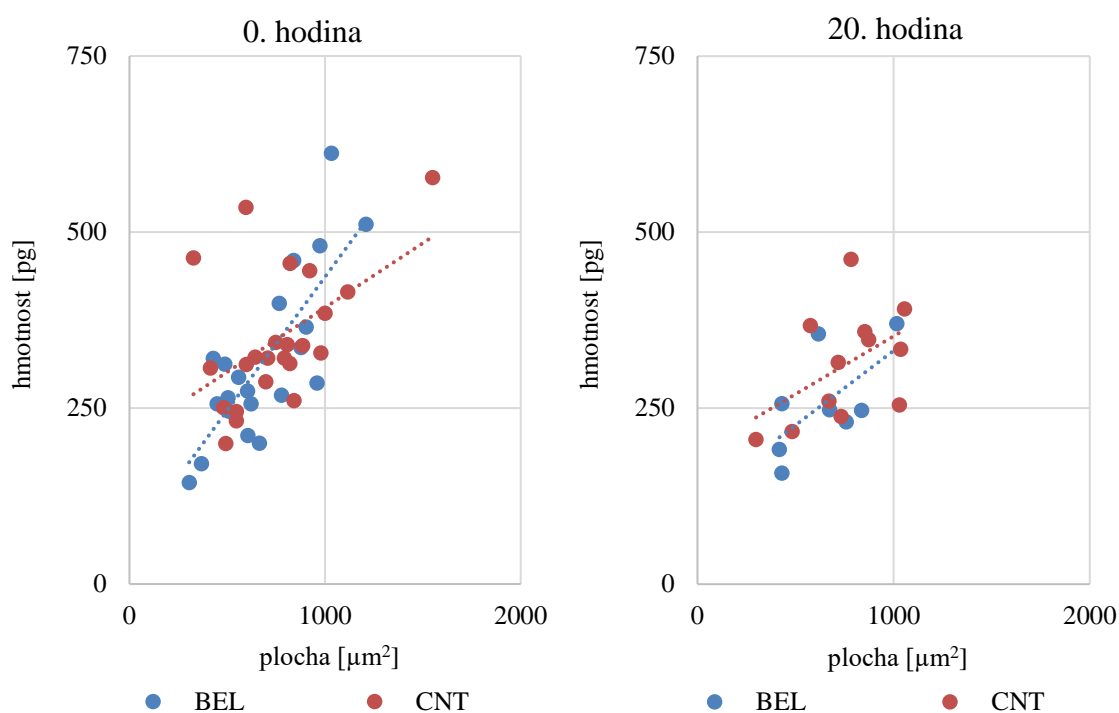 0. hodina
750
500
250
0
0 1000 2000
hmotnost [pg]
plocha [µm²]
BEL CNT
20. hodina
750
500
250
0
0 1000 2000
hmotnost [pg]
plocha [µm²]
BEL CNT